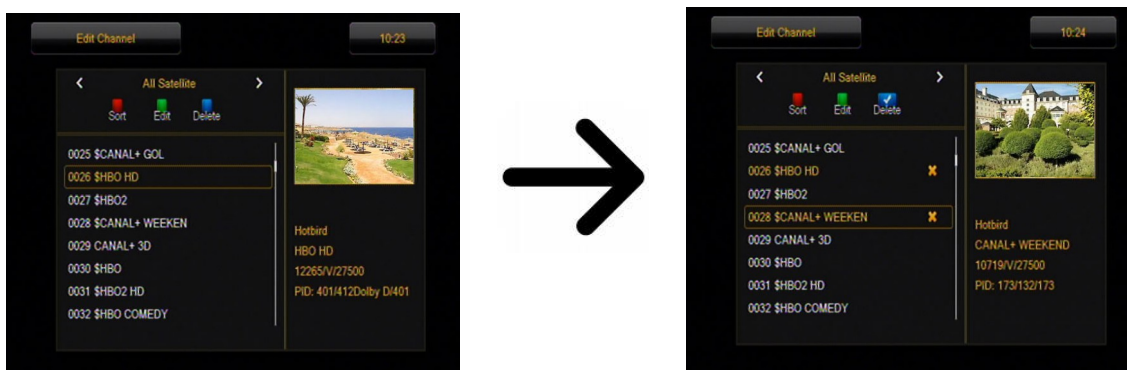 Edit Channel
10:23
All Satellite
Sort Edit Delete
0025 $CANAL+ GOL
0026 $HBO HD
0027 $HBO2
0028 $CANAL+ WEEKEN
0029 CANAL+ 3D
0030 $HBO
0031 $HBO2 HD
0032 $HBO COMEDY
Hotbird
HBO HD
12265/V/27500
PID: 401/412Dolby D/401
Edit Channel
10:24
All Satellite
Sort Edit Delete
0025 $CANAL+ GOL
0026 $HBO HD
0027 $HBO2
0028 $CANAL+ WEEKEN
0029 CANAL+ 3D
0030 $HBO
0031 $HBO2 HD
0032 $HBO COMEDY
Hotbird
CANAL+ WEEKEND
10719/V/27500
PID: 173/132/173